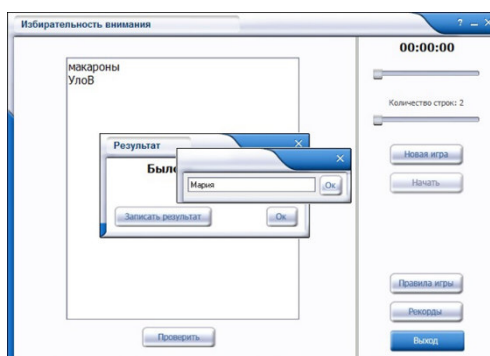 Избирательность внимания
? — ×
00:00:00
макароны
УлоВ
Количество строк: 2
Результат
Было
Мария
Ок
Записать результат
Ок
Новая игра
Начать
Правила игры
Рекорды
Проверить
Выход